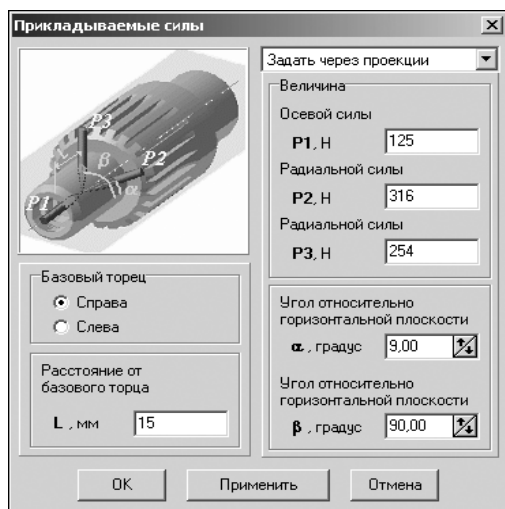 Прикладываемые силы
P3
β
P2
α
γ
P1
Базовый торец
Справа
Слева
Расстояние от
базового торца
L , мм 15
Задать через проекции
Величина
Осевой силы
P1, Н 125
Радиальной силы
P2, Н 316
Радиальной силы
P3, Н 254
Угол относительно
горизонтальной плоскости
α , градус 9,00
Угол относительно
горизонтальной плоскости
β , градус 90,00
OK Применить Отмена